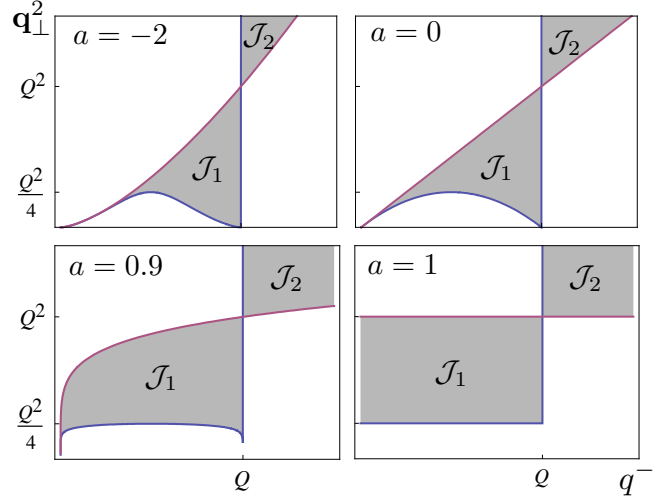 𝐪²⊥
a = −2
𝒥₂
Q²
𝒥₁
Q²/4
a = 0
𝒥₂
𝒥₁
a = 0.9
𝒥₂
Q²
𝒥₁
Q²/4
Q
a = 1
𝒥₂
𝒥₁
Q
q⁻